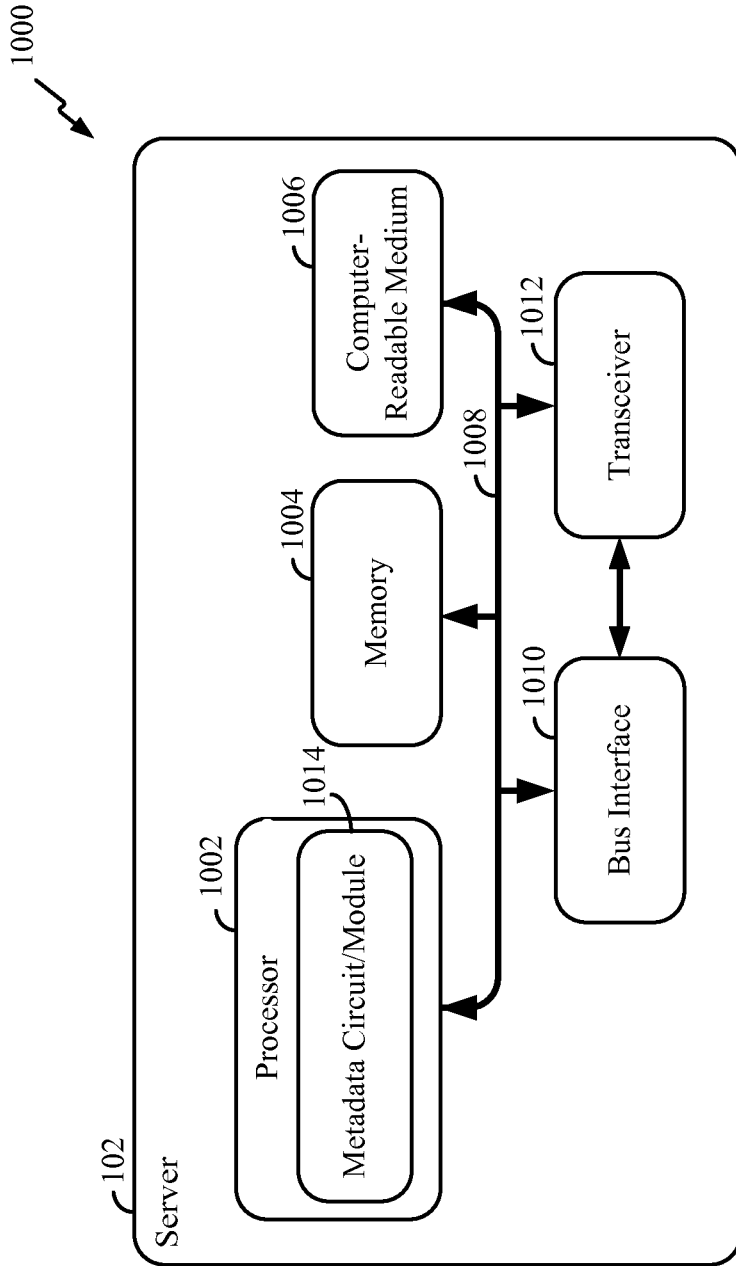 1000
102
Server
1002
Processor
1014
Metadada Circuit/Module
1004
Memory
1006
Computer-
Readable Medium
1008
1010
Bus Interface
1012
Transceiver